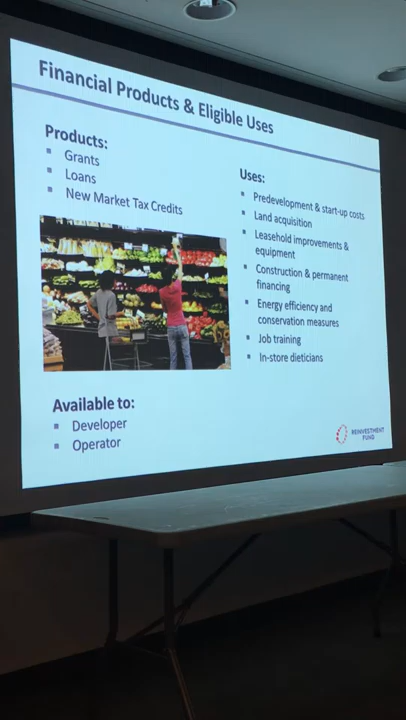 Financial Products & Eligible Uses
Products:
Grants
Loans
New Market Tax Credits
Available to:
Developer
Operator
Uses:
Predevelopment & start-up costs
Land acquisition
Leasehold improvements &
equipment
Construction & permanent
financing
Energy efficiency and
conservation measures
Job training
In-store dieticians
REINVESTMENT
FUND